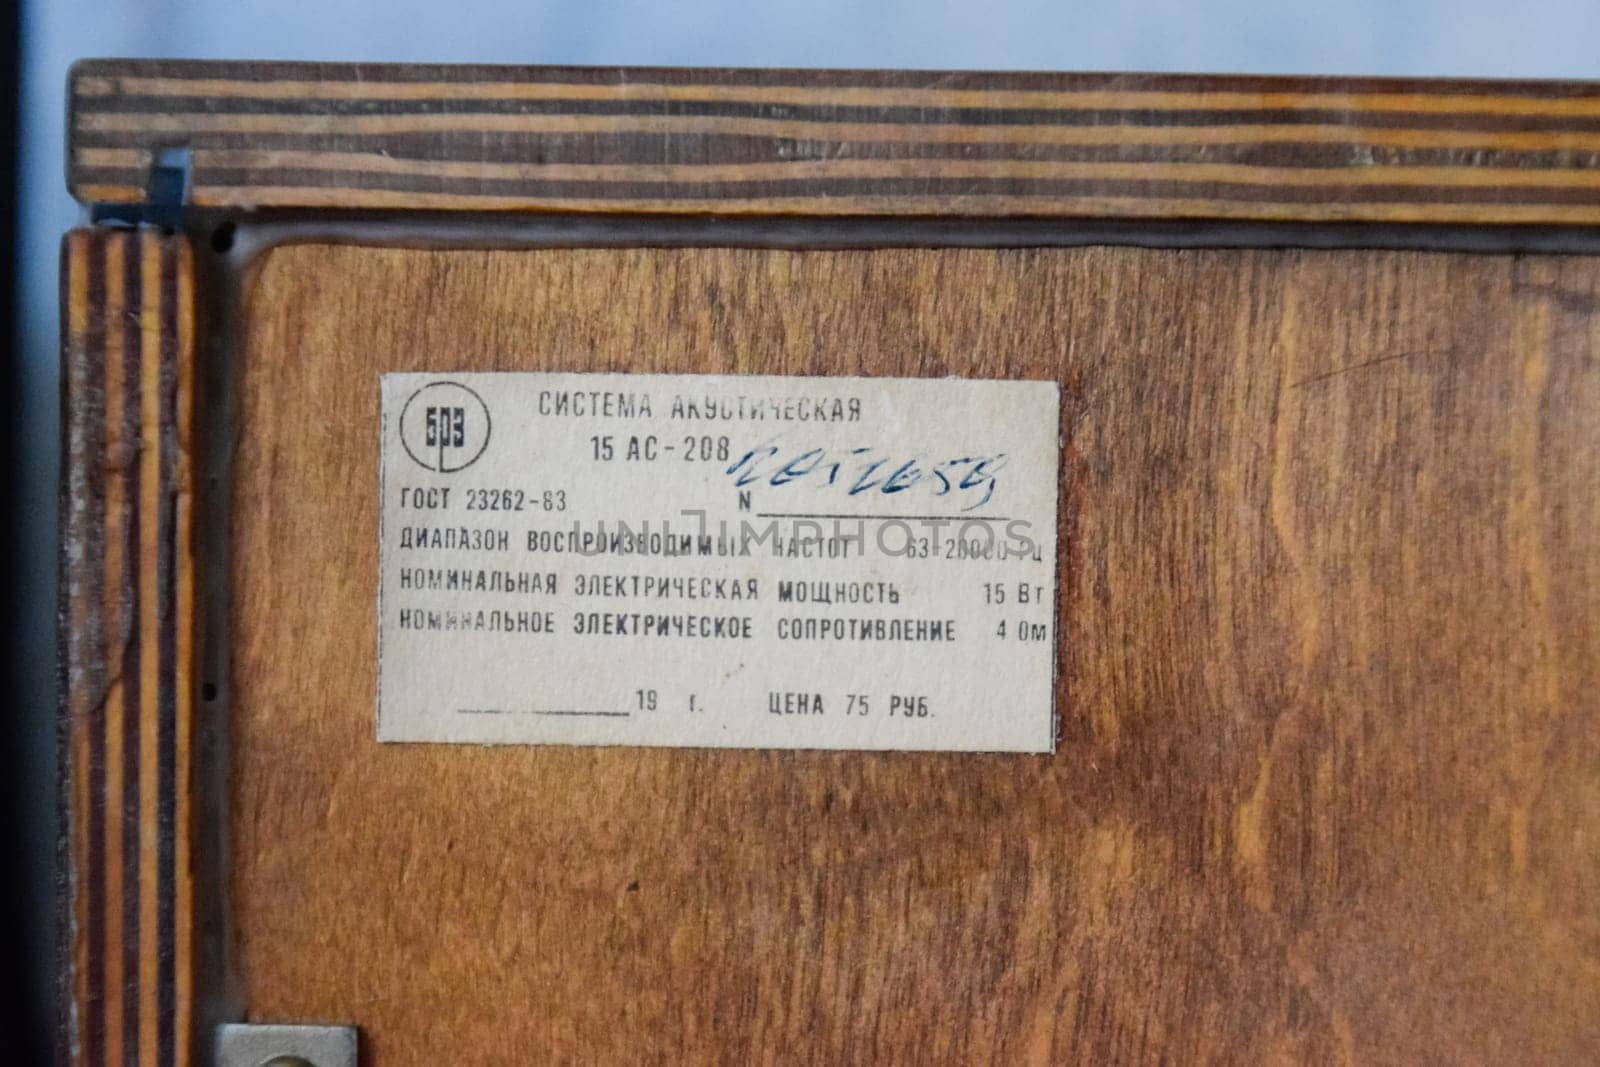 БРЗ
СИСТЕМА АКУСТИЧЕСКАЯ
15 АС-208
ГОСТ 23262-83 N
UNLIMPHOTOS
ДИАПАЗОН ВОСПРОИЗВОДИМЫХ ЧАСТОТ 63-20000 Гц
НОМИНАЛЬНАЯ ЭЛЕКТРИЧЕСКАЯ МОЩНОСТЬ 15 Вт
НОМИНАЛЬНОЕ ЭЛЕКТРИЧЕСКОЕ СОПРОТИВЛЕНИЕ 4 Ом
19 г. ЦЕНА 75 РУБ.